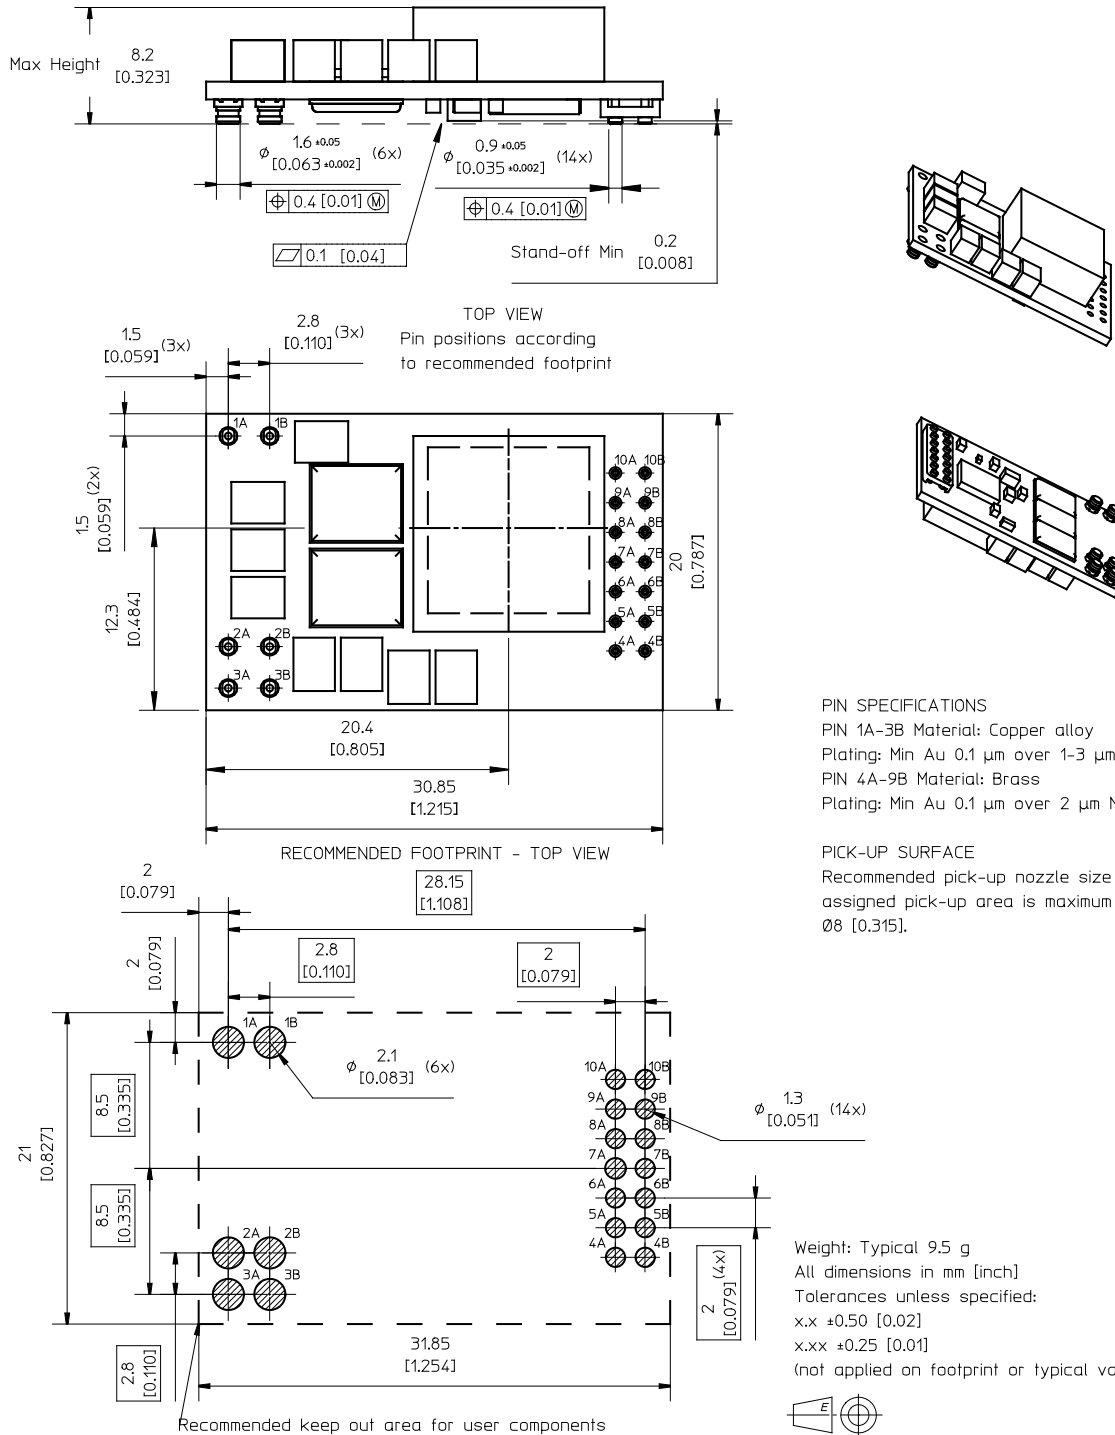 Max Height
8.2
[0.323]
⌀ 1.6 ±0.05 (6x)
[0.063 ±0.002]
⌖ 0.4 [0.01] Ⓜ
⌀ 0.9 ±0.05 (14x)
[0.035 ±0.002]
⌖ 0.4 [0.01] Ⓜ
⏥ 0.1 [0.04]
Stand-off Min
0.2
[0.008]
TOP VIEW
Pin positions according
to recommended footprint
1.5
[0.059] (3x)
2.8
[0.110] (3x)
1A 1B
1.5
[0.059] (2x)
12.3
[0.484]
10A 10B
9A 9B
8A 8B
7A 7B
6A 6B
5A 5B
4A 4B
2A 2B
3A 3B
20
[0.787]
20.4
[0.805]
30.85
[1.215]
PIN SPECIFICATIONS
PIN 1A-3B Material: Copper alloy
Plating: Min Au 0.1 µm over 1-3 µm
PIN 4A-9B Material: Brass
Plating: Min Au 0.1 µm over 2 µm
PICK-UP SURFACE
Recommended pick-up nozzle size
assigned pick-up area is maximum
Ø8 [0.315].
RECOMMENDED FOOTPRINT - TOP VIEW
2
[0.079]
28.15
[1.108]
2
[0.079]
2.8
[0.110]
2
[0.079]
1A 1B
⌀ 2.1 (6x)
[0.083]
8.5
[0.335]
21
[0.827]
8.5
[0.335]
10A 10B
9A 9B
8A 8B
7A 7B
6A 6B
5A 5B
4A 4B
⌀ 1.3 (14x)
[0.051]
2A 2B
3A 3B
2
[0.079] (4x)
2.8
[0.110]
31.85
[1.254]
Recommended keep out area for user components
Weight: Typical 9.5 g
All dimensions in mm [inch]
Tolerances unless specified:
x.x ±0.50 [0.02]
x.xx ±0.25 [0.01]
(not applied on footprint or typical
E